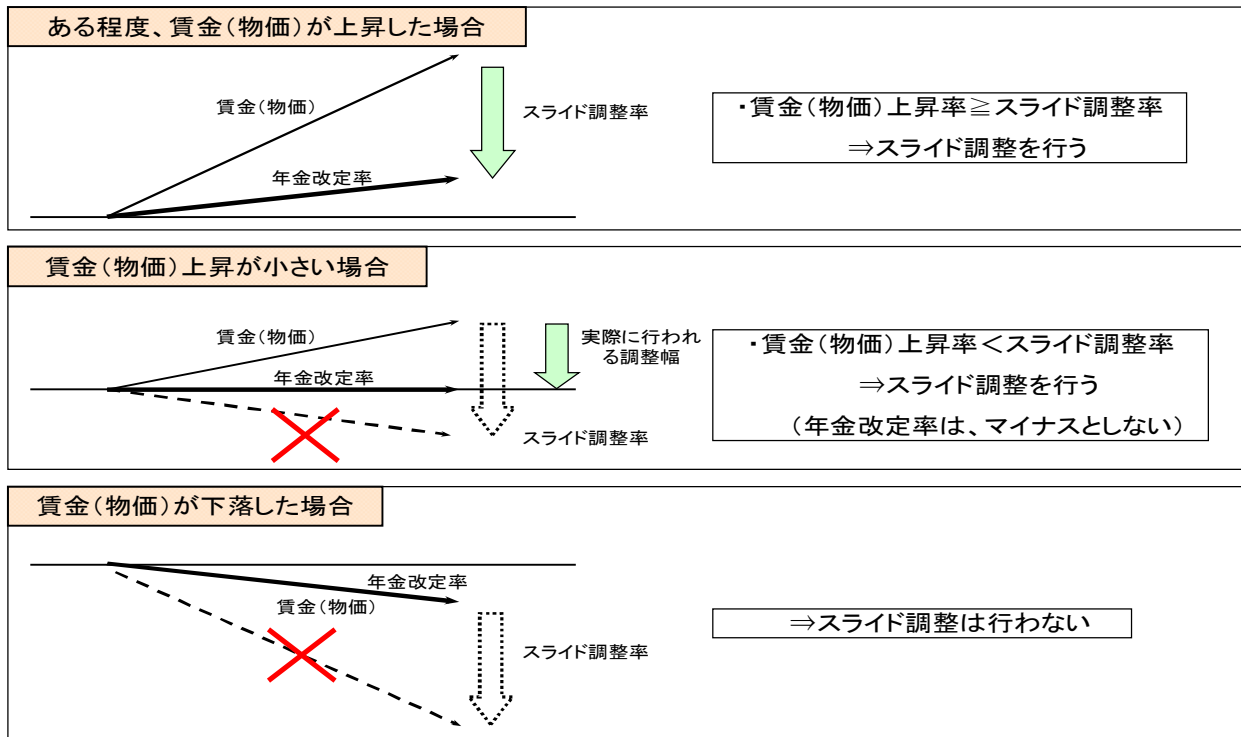 ある程度、賃金(物価)が上昇した場合
賃金(物価)
スライド調整率
年金改定率
・賃金(物価)上昇率≧スライド調整率
⇒スライド調整を行う
賃金(物価)上昇が小さい場合
賃金(物価)
実際に行われ
る調整幅
年金改定率
スライド調整率
・賃金(物価)上昇率<スライド調整率
⇒スライド調整を行う
(年金改定率は、マイナスとしない)
賃金(物価)が下落した場合
年金改定率
賃金(物価)
スライド調整率
⇒スライド調整は行わない